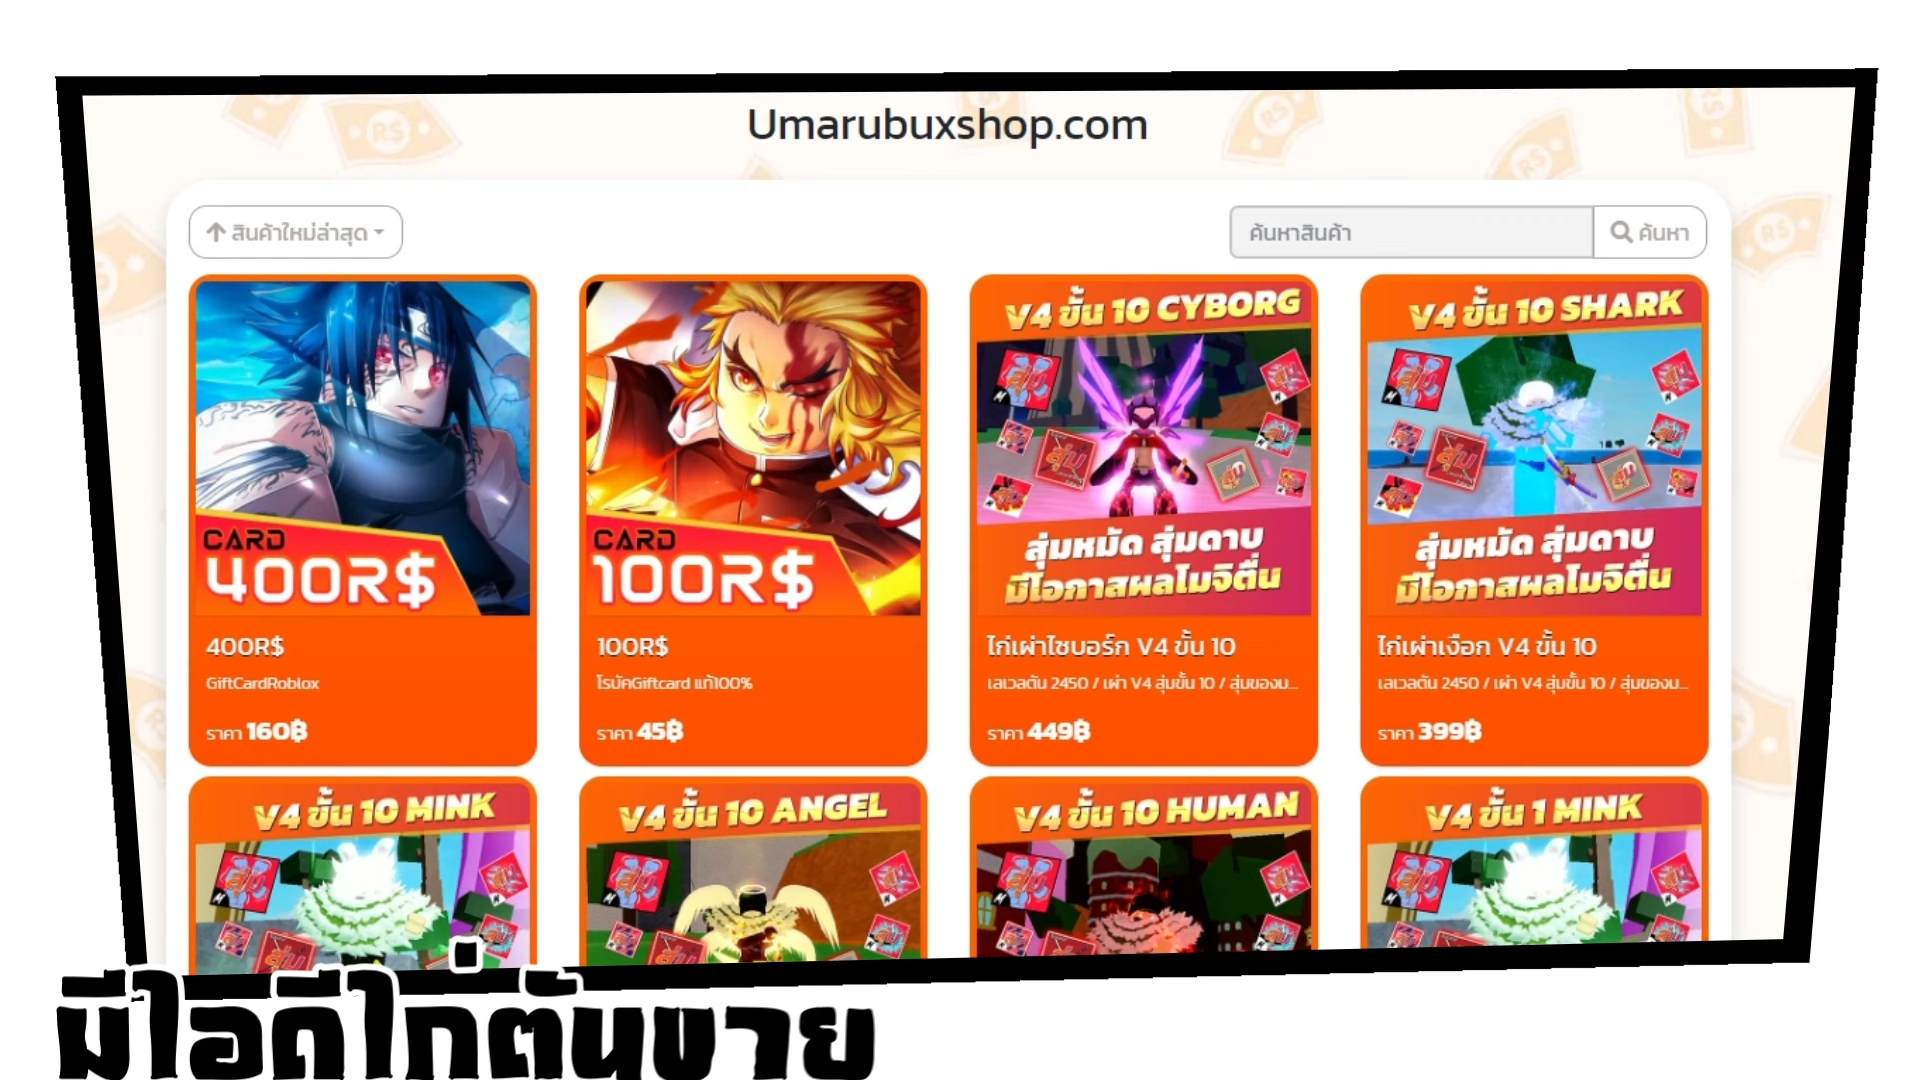 Umarubuxshop.com
สินค้าใหม่ล่าสุด
ค้นหาสินค้า
ค้นหา
CARD
400R$
400R$
GiftCardRoblox
ราคา 160฿
CARD
100R$
100R$
โรบัคGiftcard แท้100%
ราคา 45฿
V4 ขั้น 10 CYBORG
สุ่มหมัด สุ่มดาบ
มีโอกาสผลโมจิตื่น
ไก่เผ่าไซบอร์ก V4 ขั้น 10
เลเวลตัน 2450 / เผ่า V4 สุ่มขั้น 10 / สุ่มของม...
ราคา 449฿
V4 ขั้น 10 SHARK
สุ่มหมัด สุ่มดาบ
มีโอกาสผลโมจิตื่น
ไก่เผ่าเงือก V4 ขั้น 10
เลเวลตัน 2450 / เผ่า V4 สุ่มขั้น 10 / สุ่มของม...
ราคา 399฿
V4 ขั้น 10 MINK
V4 ขั้น 10 ANGEL
V4 ขั้น 10 HUMAN
V4 ขั้น 1 MINK
มีไอดีไก่ตันขาย